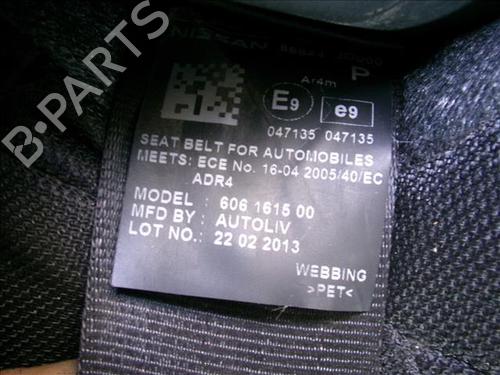 NISSAN
P
Ar4m
E9 e9
047135 047135
SEAT BELT FOR AUTOMOBILES
MEETS: ECE No. 16-04 2005/40/EC
ADR4
MODEL : 606 1615 00
MFD BY : AUTOLIV
LOT NO.: 22 02 2013
WEBBING
>PET<
B-PARTS